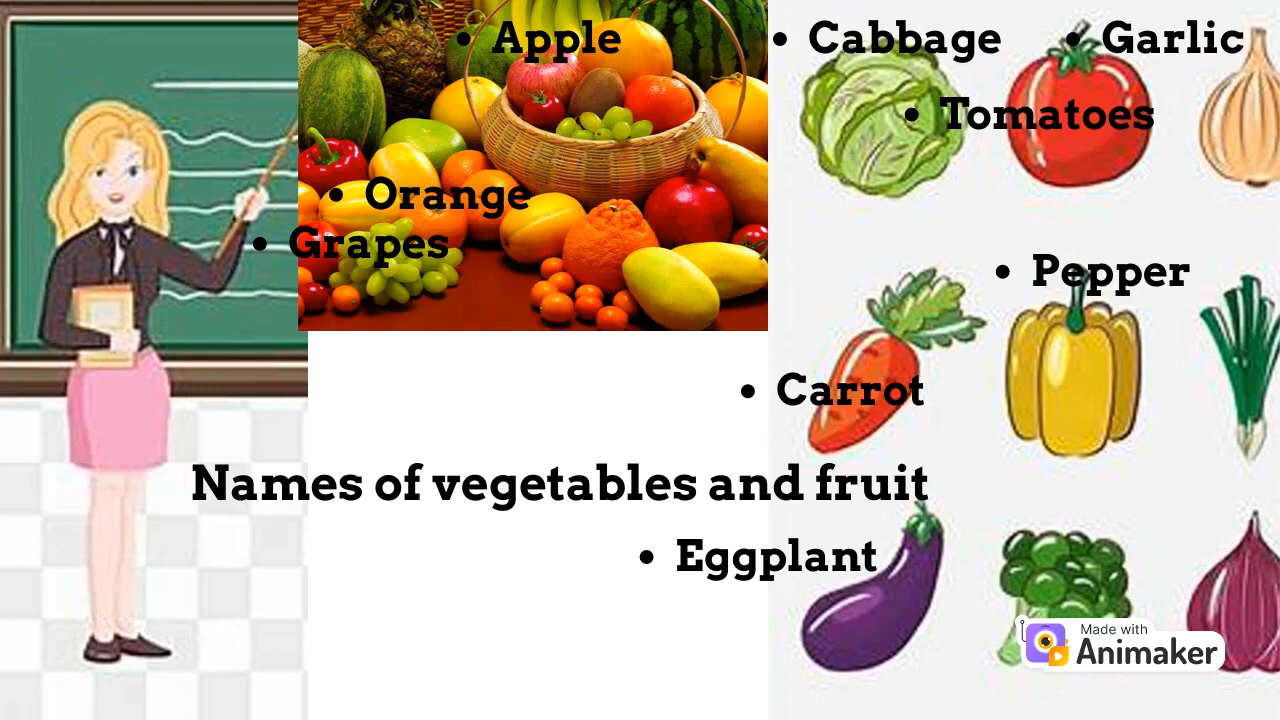 Apple
Cabbage
Garlic
Tomatoes
Orange
Grapes
Pepper
Carrot
Names of vegetables and fruit
Eggplant
Made with
Animaker